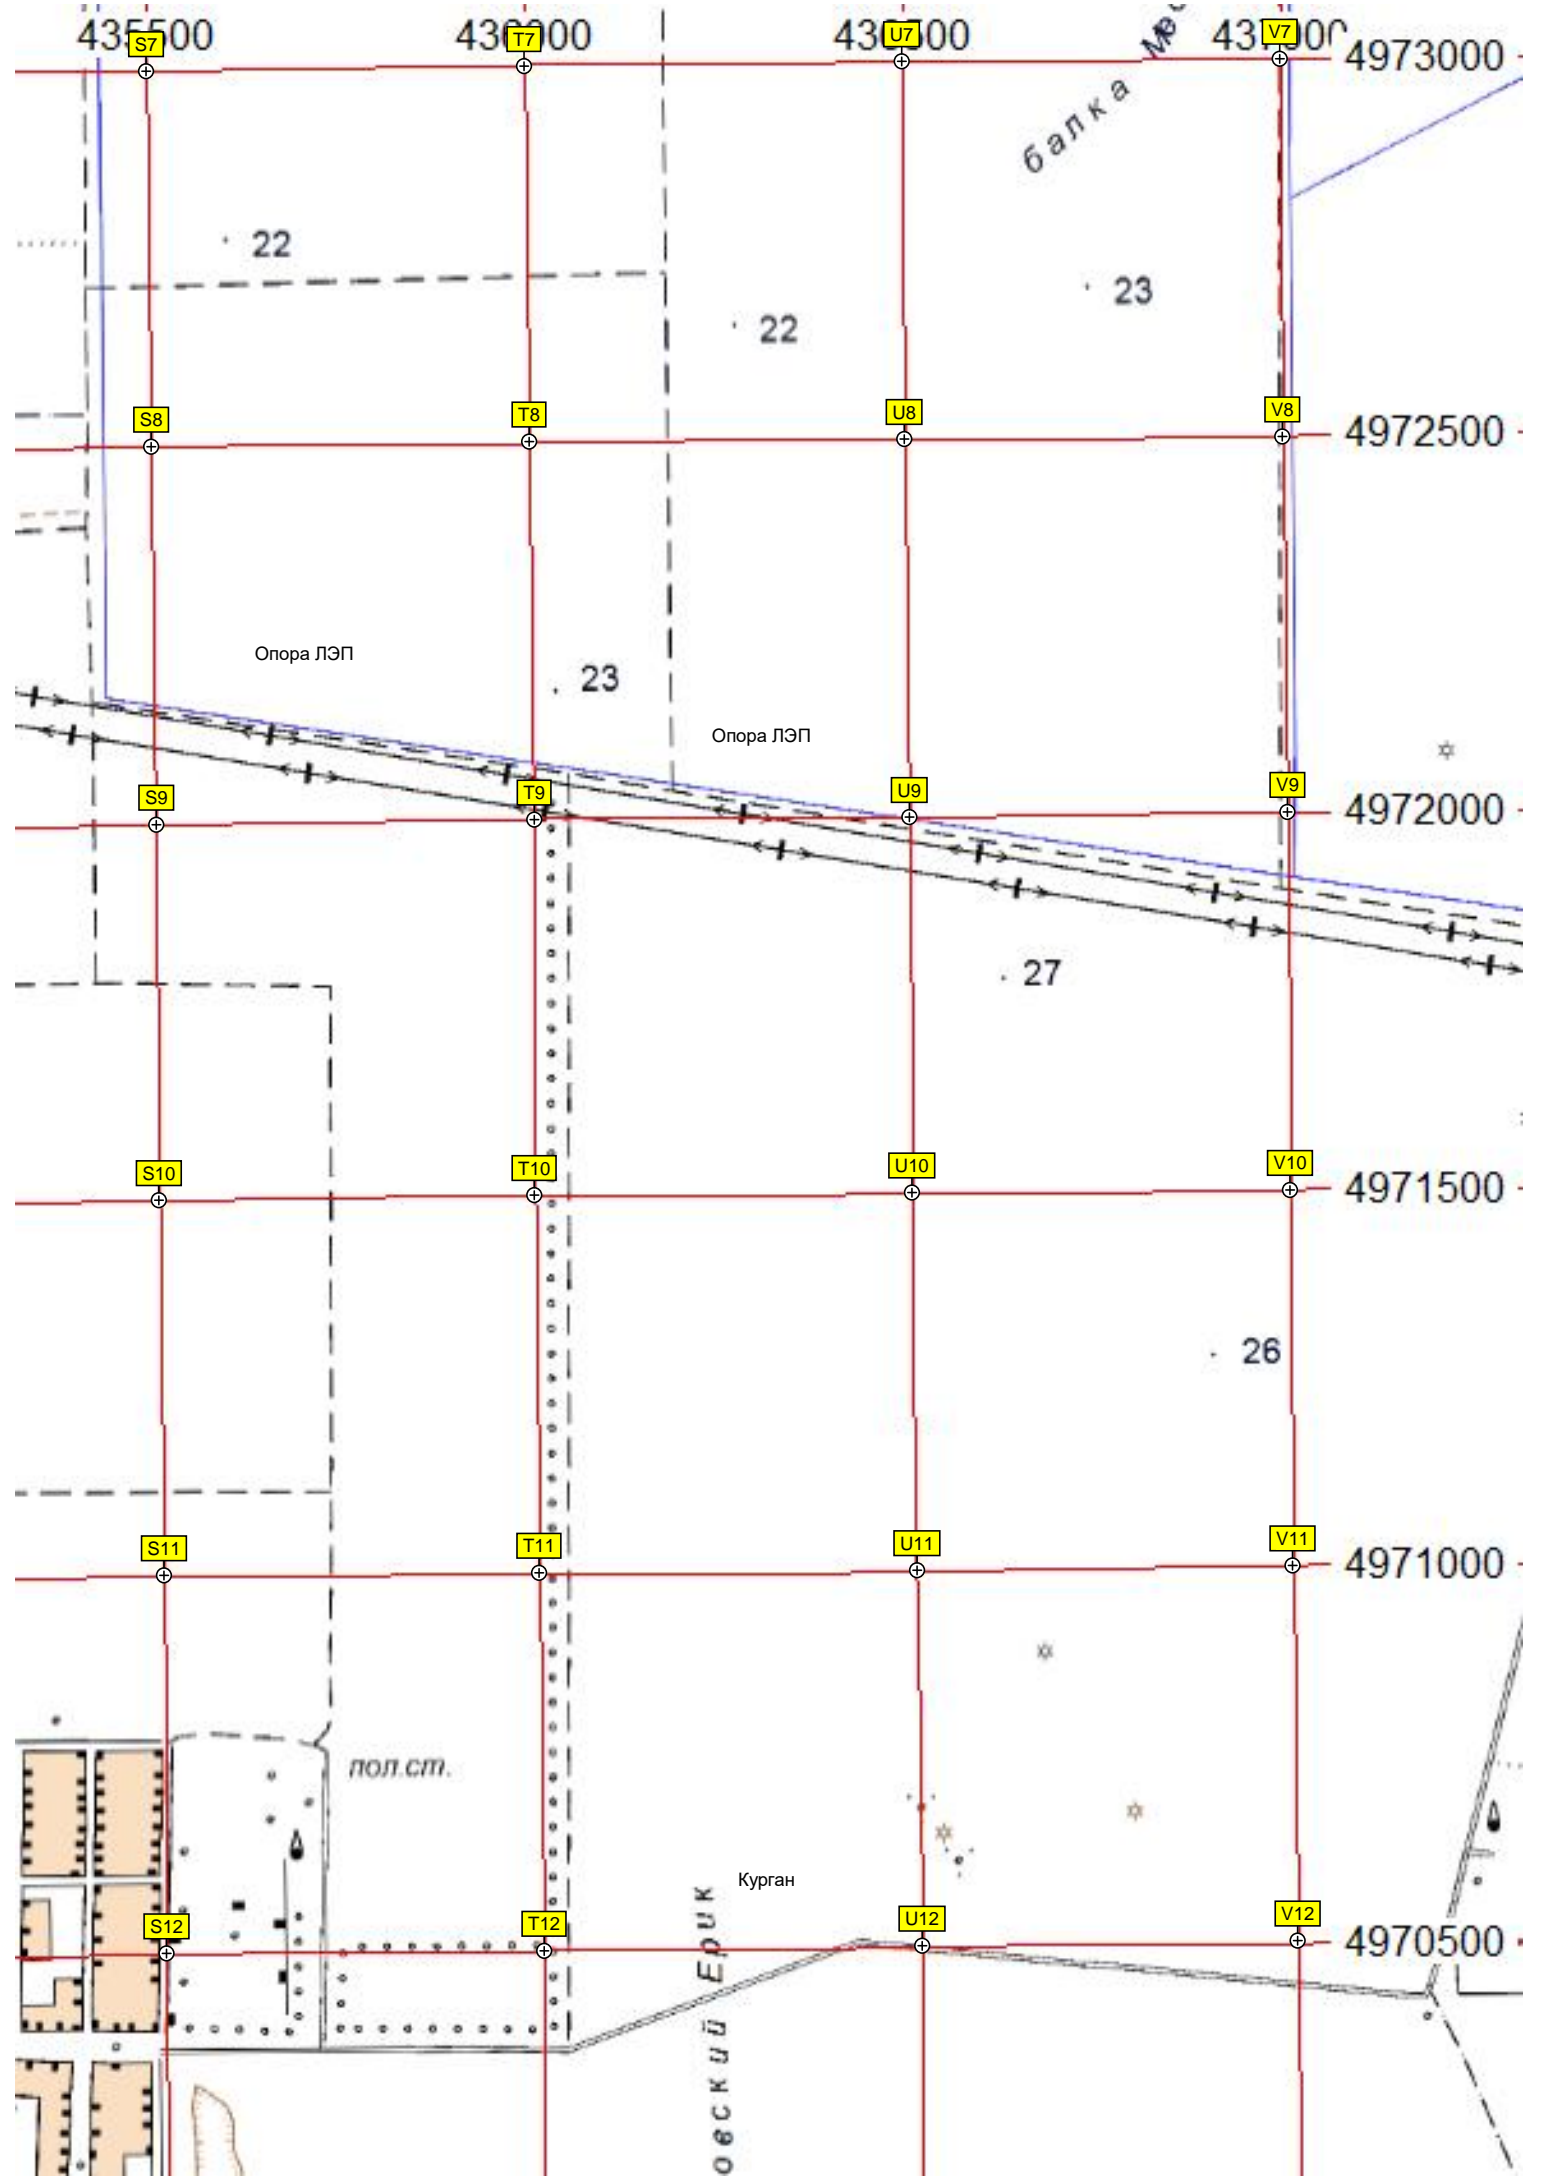 435500 436000 436500
S7 T7 U7 V7
4973000
балка
22
23
22
S8 T8 U8 V8
4972500
Опора ЛЭП
23
Опора ЛЭП
S9 T9 U9 V9
4972000
27
S10 T10 U10 V10
4971500
26
S11 T11 U11 V11
4971000
пол.ст.
Курган
S12 T12 U12 V12
4970500
овский Ерик